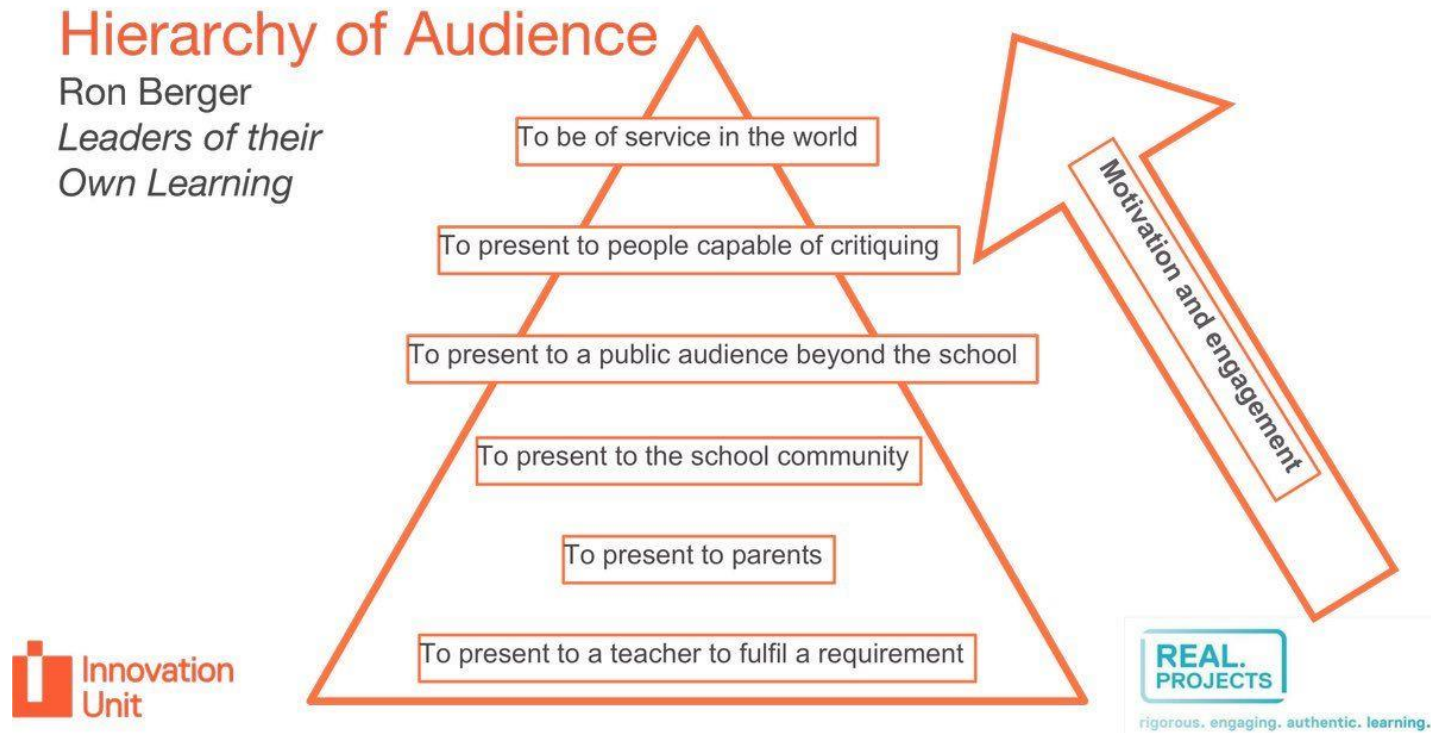 Hierarchy of Audience
Ron Berger
Leaders of their
Own Learning
To be of service in the world
To present to people capable of critiquing
To present to a public audience beyond the school
To present to the school community
To present to parents
To present to a teacher to fulfil a requirement
Motivation and engagement
Innovation
Unit
REAL.
PROJECTS
rigorous. engaging. authentic. learning.